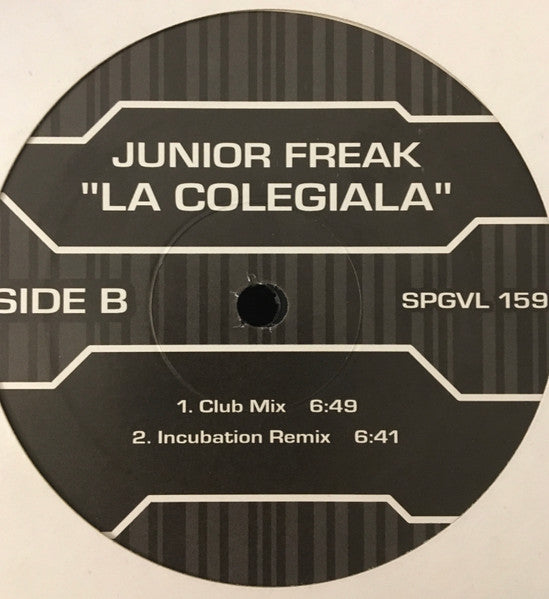 JUNIOR FREAK
"LA COLEGIALA"
SIDE B
SPGVL 159
1. Club Mix 6:49
2. Incubation Remix 6:41